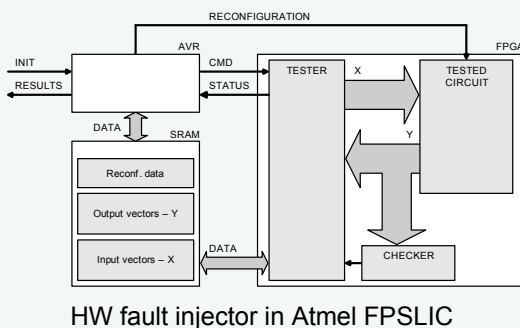 RECONFIGURATION
AVR
FPGA
INIT
CMD
TESTER
X
TESTED
CIRCUIT
RESULTS
STATUS
DATA
SRAM
Y
Reconf. data
Output vectors – Y
Input vectors – X
DATA
CHECKER
HW fault injector in Atmel FPSLIC